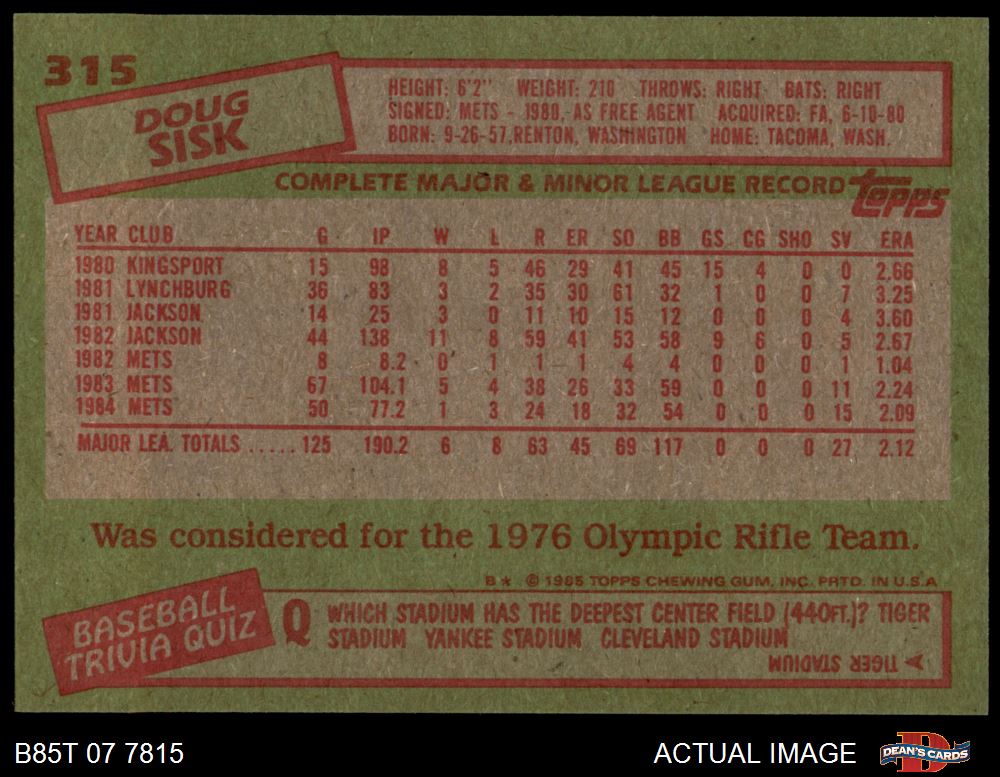 315
DOUG
SISK
HEIGHT: 6'2" WEIGHT: 210 THROWS: RIGHT BATS: RIGHT
SIGNED: METS - 1980, AS FREE AGENT ACQUIRED: FA, 6-10-80
BORN: 9-26-57, RENTON, WASHINGTON HOME: TACOMA, WASH.
COMPLETE MAJOR & MINOR LEAGUE RECORD Topps
YEAR CLUB G IP W L R ER SO BB GS CG SHO SV ERA
1980 KINGSPORT 15 98 8 5 46 29 41 45 15 4 0 0 2.66
1981 LYNCHBURG 36 83 3 2 35 30 61 32 1 0 0 7 3.25
1981 JACKSON 14 25 3 0 11 10 15 12 0 0 0 4 3.60
1982 JACKSON 44 138 11 8 59 41 53 58 9 6 0 5 2.67
1982 METS 8 8.2 0 1 1 1 4 4 0 0 0 1 1.04
1983 METS 67 104.1 5 4 38 26 33 59 0 0 0 11 2.24
1984 METS 50 77.2 1 3 24 18 32 54 0 0 0 15 2.09
MAJOR LEA. TOTALS ..... 125 190.2 6 8 63 45 69 117 0 0 0 27 2.12
Was considered for the 1976 Olympic Rifle Team.
B* © 1985 TOPPS CHEWING GUM, INC. PRTD. IN U.S.A
BASEBALL
TRIVIA QUIZ
Q WHICH STADIUM HAS THE DEEPEST CENTER FIELD (440FT.)? TIGER
STADIUM YANKEE STADIUM CLEVELAND STADIUM
A TIGER STADIUM
B85T 07 7815
ACTUAL IMAGE
DEAN'S CARDS